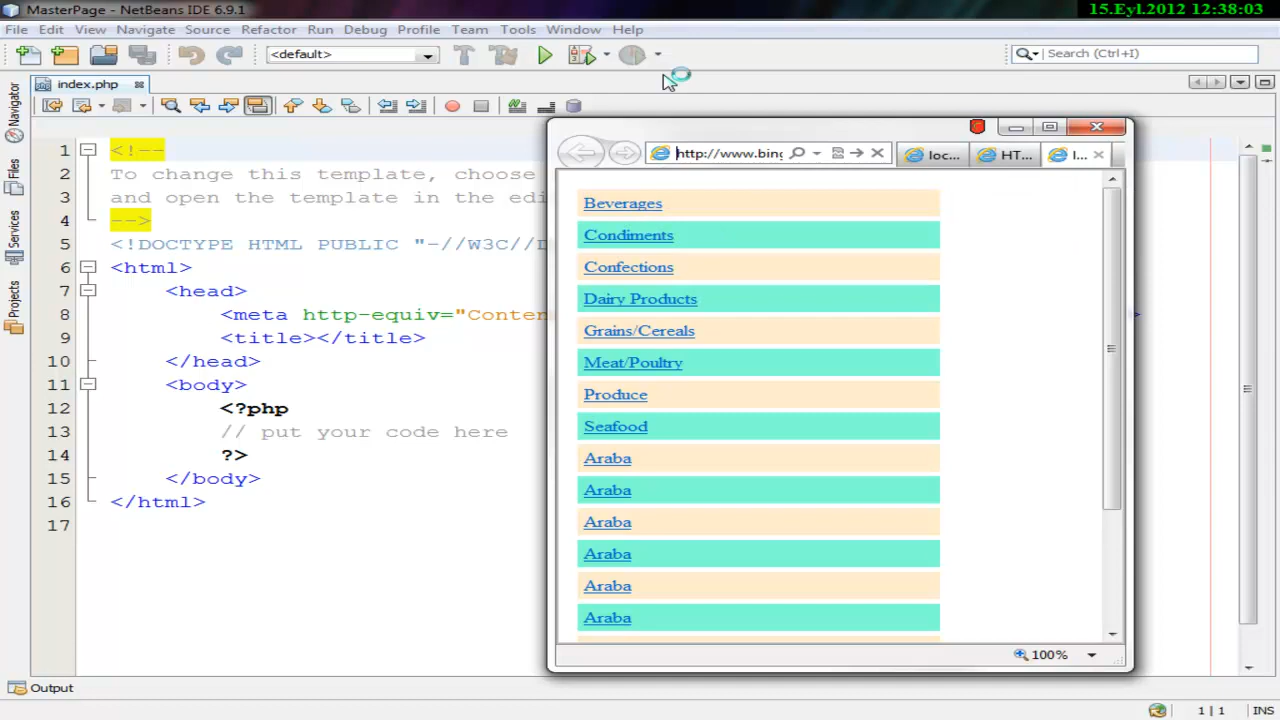 MasterPage - NetBeans IDE 6.9.1
15.Eyl.2012 12:38:03
File Edit View Navigate Source Refactor Run Debug Profile Team Tools Window Help
<default>
Search (Ctrl+I)
index.php
Navigator
Files
Services
Projects
1 <!--
2 To change this template, choose
3 and open the template in the edi
4 -->
5 <!DOCTYPE HTML PUBLIC "-//W3C//D
6 <html>
7 <head>
8 <meta http-equiv="Conten >
9 <title></title>
10 </head>
11 <body>
12 <?php
13 // put your code here
14 ?>
15 </body>
16 </html>
17
http://www.bing
loc...
HT...
I...
Beverages
Condiments
Confections
Dairy Products
Grains/Cereals
Meat/Poultry
Produce
Seafood
Araba
Araba
Araba
Araba
Araba
Araba
100%
Output
1 | 1 INS